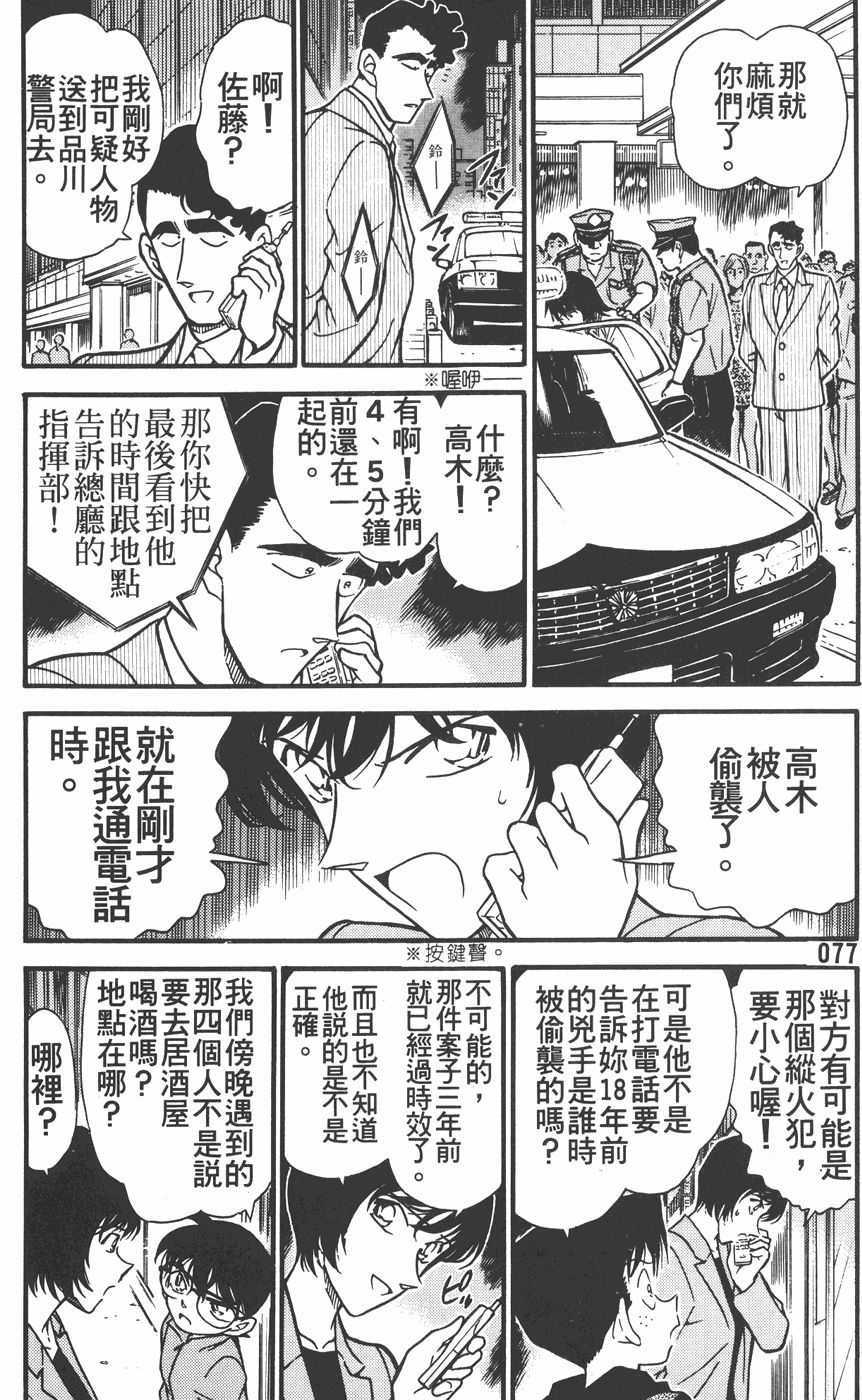 那就
麻煩
你們了。
鈴—
鈴—
ファン
ファン
※喔咿——
啊！
佐藤？
我剛好
把可疑人物
送到品川
警局去。
什麼？
高木！
有啊！我們
4、5分鐘
前還在一
起的。
那你快把
最後看到他
的時間跟地點
告訴總廳的
指揮部！
高木
被人
偷襲了。
就在剛才
跟我通電話
時。
077
※按鍵聲。
對方有可能是
那個縱火犯，
要小心喔！
可是他不是
在打電話要
告訴妳18年前
的兇手是誰時
被偷襲的嗎？
不可能的，
那件案子三年前
就已經過時效了。
而且也不知道
他說的是不是
正確。
ピッ
我們傍晚遇到的
那四個人不是說
要去居酒屋
喝酒嗎？
地點在哪？
哪裡？